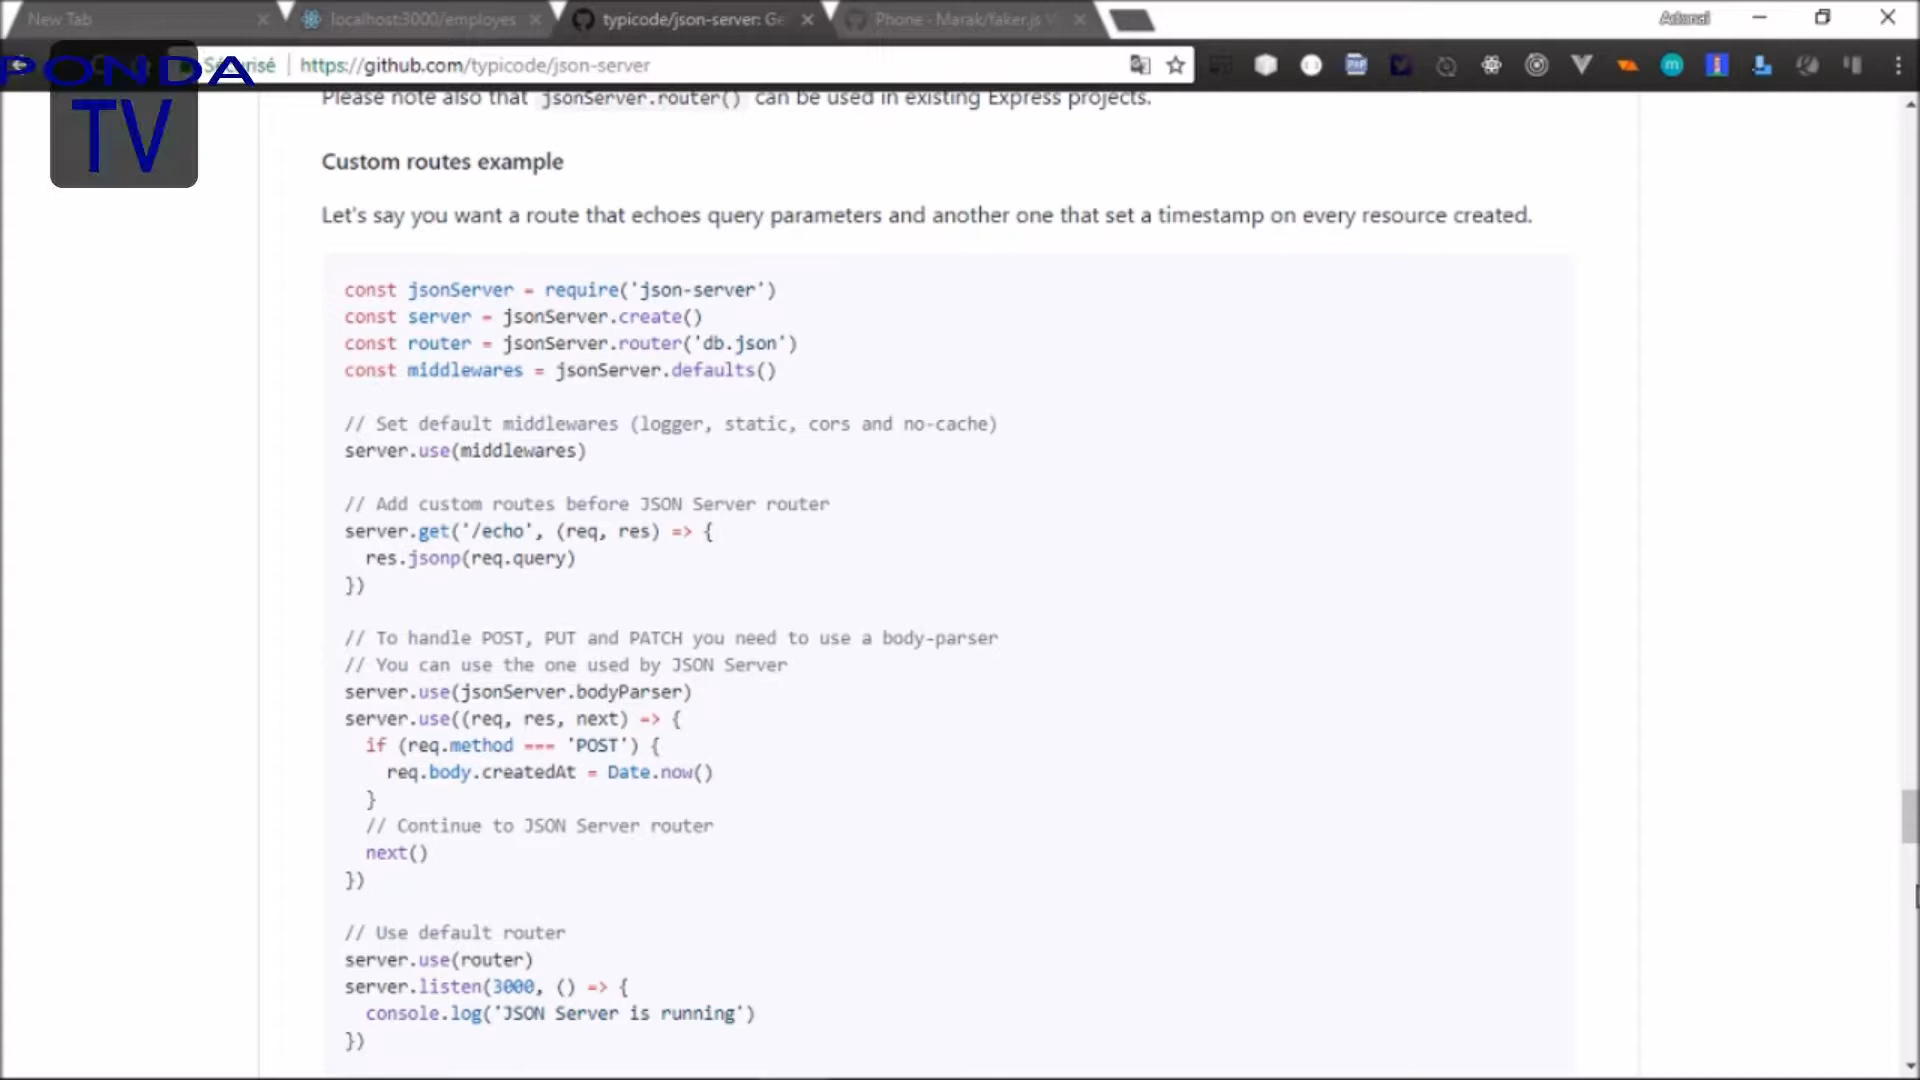 New Tab
localhost:3000/employes
typicode/json-server: Ge
Phone - Marak/faker.js
Adonaï
PONDA
TV
https://github.com/typicode/json-server
Please note also that jsonServer.router() can be used in existing Express projects.
Custom routes example
Let's say you want a route that echoes query parameters and another one that set a timestamp on every resource created.
const jsonServer = require('json-server')
const server = jsonServer.create()
const router = jsonServer.router('db.json')
const middlewares = jsonServer.defaults()
// Set default middlewares (logger, static, cors and no-cache)
server.use(middlewares)
// Add custom routes before JSON Server router
server.get('/echo', (req, res) => {
res.jsonp(req.query)
})
// To handle POST, PUT and PATCH you need to use a body-parser
// You can use the one used by JSON Server
server.use(jsonServer.bodyParser)
server.use((req, res, next) => {
if (req.method === 'POST') {
req.body.createdAt = Date.now()
}
// Continue to JSON Server router
next()
})
// Use default router
server.use(router)
server.listen(3000, () => {
console.log('JSON Server is running')
})